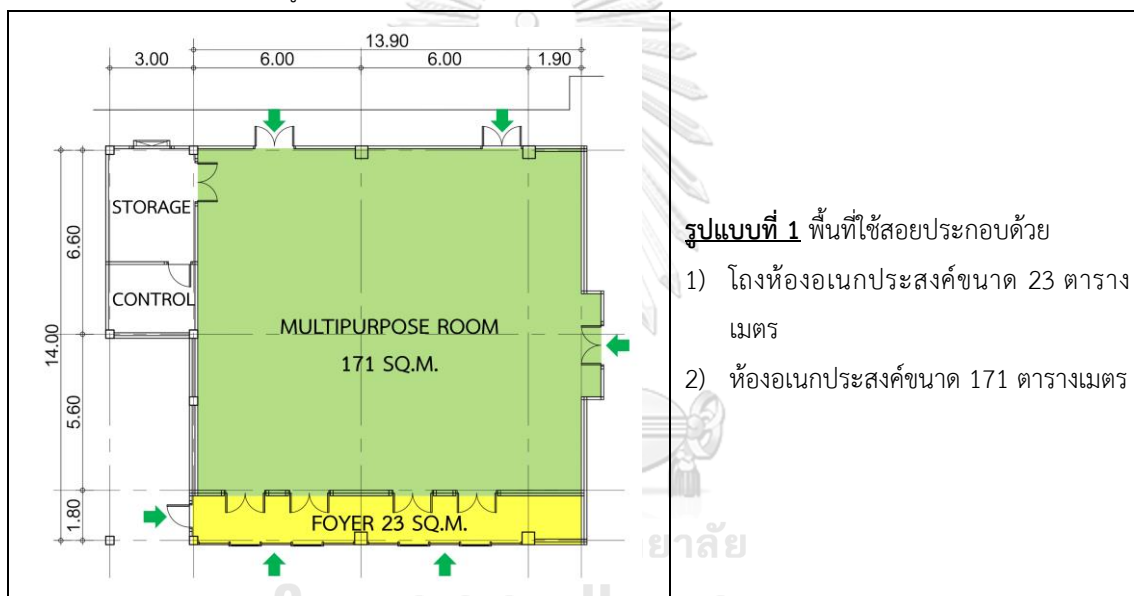 13.90
3.00 6.00 6.00 1.90
STORAGE
6.60
CONTROL
MULTIPURPOSE ROOM
14.00
171 SQ.M.
5.60
1.80
FOYER 23 SQ.M.
รูปแบบที่ 1 พื้นที่ใช้สอยประกอบด้วย
1) โถงห้องอเนกประสงค์ขนาด 23 ตาราง
เมตร
2) ห้องอเนกประสงค์ขนาด 171 ตารางเมตร
ยาลัย